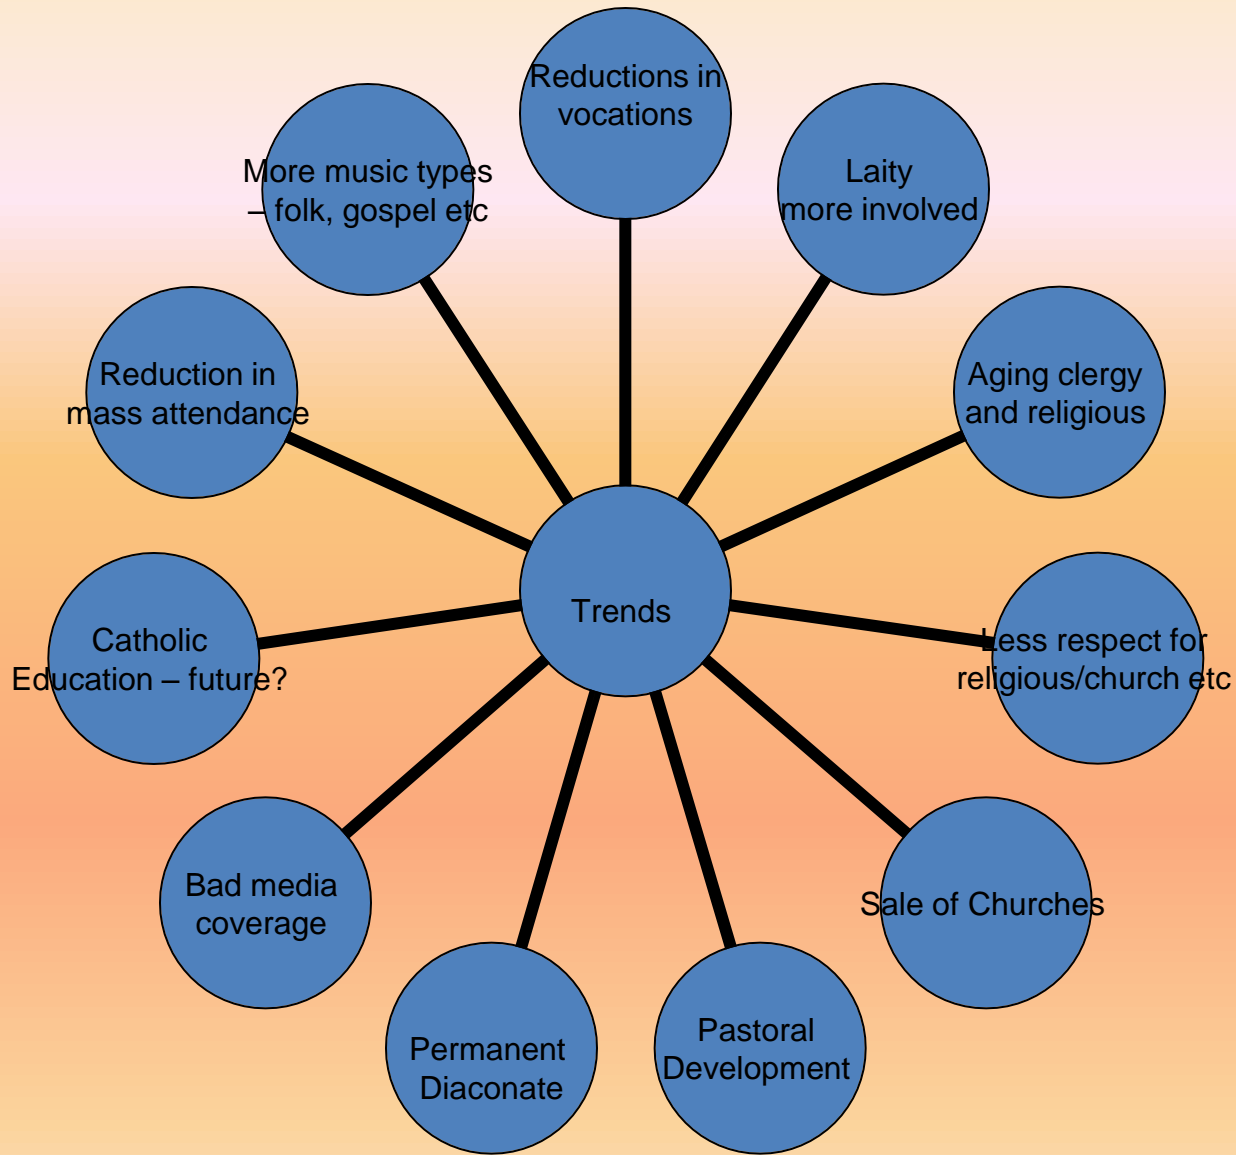 Reductions in
vocations
Laity
more involved
Aging clergy
and religious
Less respect for
religious/church etc
Sale of Churches
Pastoral
Development
Permanent
Diaconate
Bad media
coverage
Catholic
Education – future?
Reduction in
mass attendance
More music types
– folk, gospel etc
Trends